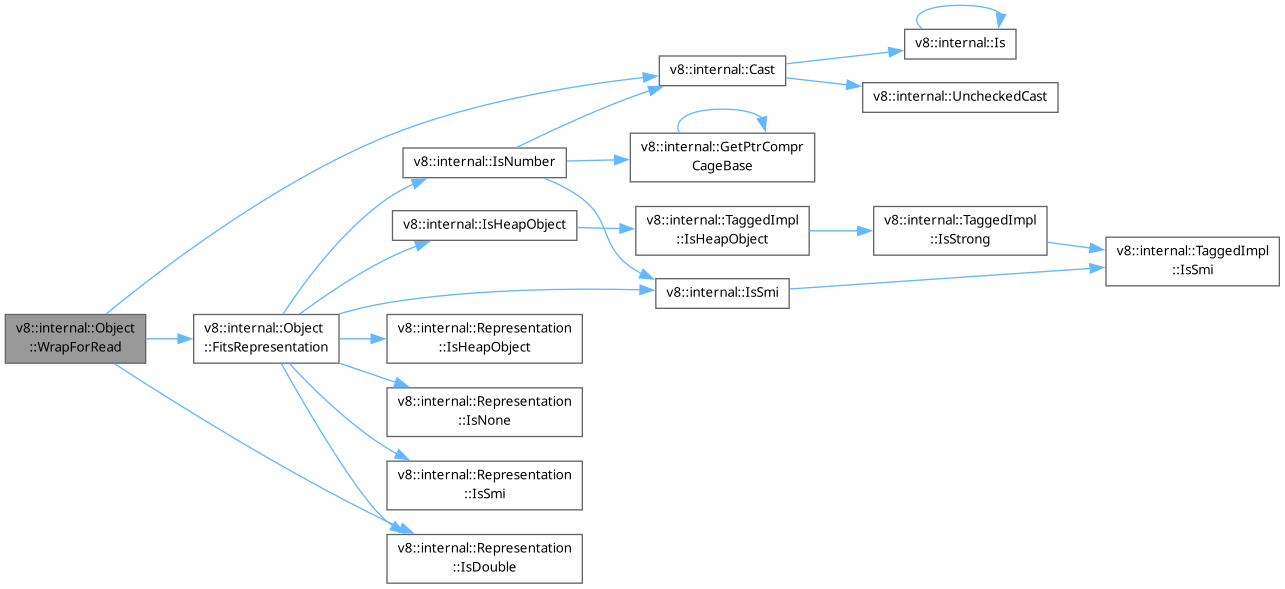 v8::internal::Is
v8::internal::Cast
v8::internal::UncheckedCast
v8::internal::GetPtrCompr
CageBase
v8::internal::IsNumber
v8::internal::IsHeapObject
v8::internal::TaggedImpl
::IsHeapObject
v8::internal::TaggedImpl
::IsStrong
v8::internal::TaggedImpl
::IsSmi
v8::internal::IsSmi
v8::internal::Object
::WrapForRead
v8::internal::Object
::FitsRepresentation
v8::internal::Representation
::IsHeapObject
v8::internal::Representation
::IsNone
v8::internal::Representation
::IsSmi
v8::internal::Representation
::IsDouble